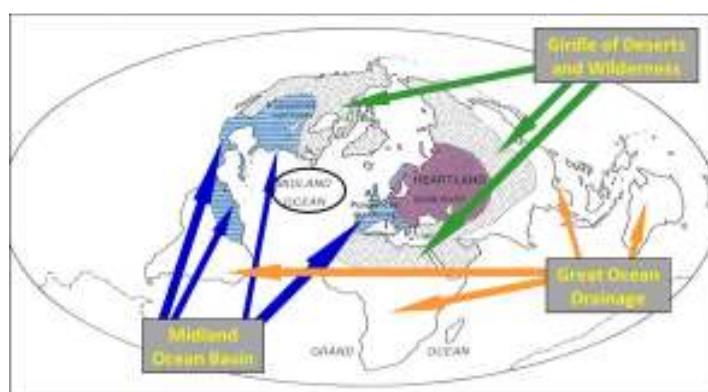 Girdle of Deserts
and Wilderness
MIDLAND
OCEAN
HEARTLAND
Great Ocean
Drainage
Midland
Ocean Basin
GRAND OCEAN